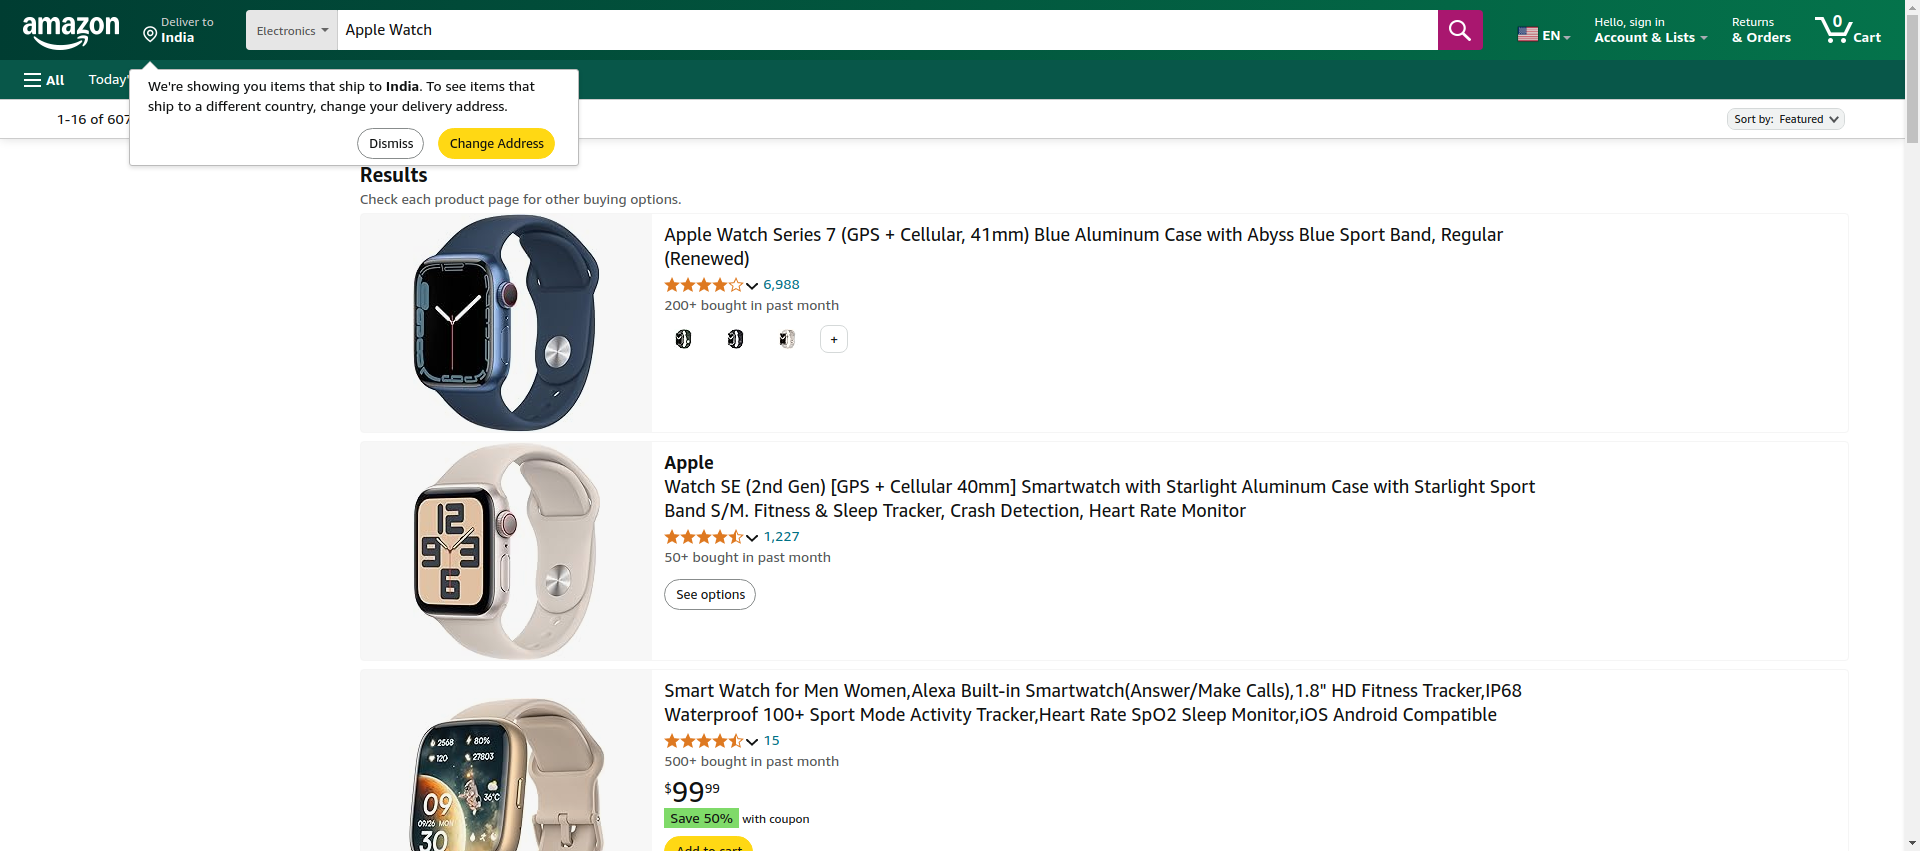 amazon
Deliver to
India
Electronics
Apple Watch
EN
Hello, sign in
Account & Lists
Returns
& Orders
0
Cart
All
Today'
We're showing you items that ship to India. To see items that
ship to a different country, change your delivery address.
Dismiss
Change Address
1-16 of 607
Sort by: Featured
Results
Check each product page for other buying options.
Apple Watch Series 7 (GPS + Cellular, 41mm) Blue Aluminum Case with Abyss Blue Sport Band, Regular
(Renewed)
6,988
200+ bought in past month
+
Apple
Watch SE (2nd Gen) [GPS + Cellular 40mm] Smartwatch with Starlight Aluminum Case with Starlight Sport
Band S/M. Fitness & Sleep Tracker, Crash Detection, Heart Rate Monitor
1,227
50+ bought in past month
See options
12
9 3
6
Smart Watch for Men Women,Alexa Built-in Smartwatch(Answer/Make Calls),1.8" HD Fitness Tracker,IP68
Waterproof 100+ Sport Mode Activity Tracker,Heart Rate SpO2 Sleep Monitor,iOS Android Compatible
15
500+ bought in past month
$99.99
Save 50% with coupon
Add to cart
2568 80%
120 27803
36°C
09
09/26 MON
30